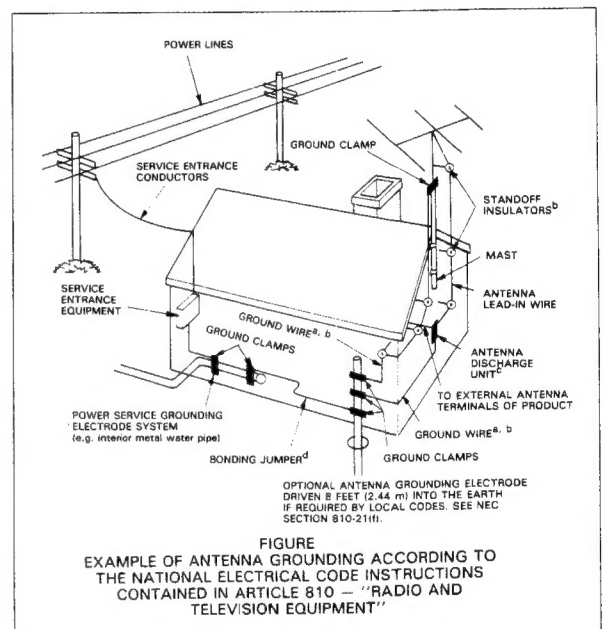 POWER LINES
GROUND CLAMP
SERVICE ENTRANCE
CONDUCTORS
STANDOFF
INSULATORSb
MAST
SERVICE
ENTRANCE
EQUIPMENT
ANTENNA
LEAD-IN WIRE
GROUND WIREa, b
GROUND CLAMPS
ANTENNA
DISCHARGE
UNITc
TO EXTERNAL ANTENNA
TERMINALS OF PRODUCT
POWER SERVICE GROUNDING
ELECTRODE SYSTEM
(e.g. interior metal water pipe)
GROUND WIREa, b
BONDING JUMPERd
GROUND CLAMPS
OPTIONAL ANTENNA GROUNDING ELECTRODE
DRIVEN 8 FEET (2.44 m) INTO THE EARTH
IF REQUIRED BY LOCAL CODES. SEE NEC
SECTION 810-21(f).
FIGURE
EXAMPLE OF ANTENNA GROUNDING ACCORDING TO
THE NATIONAL ELECTRICAL CODE INSTRUCTIONS
CONTAINED IN ARTICLE 810 — "RADIO AND
TELEVISION EQUIPMENT"